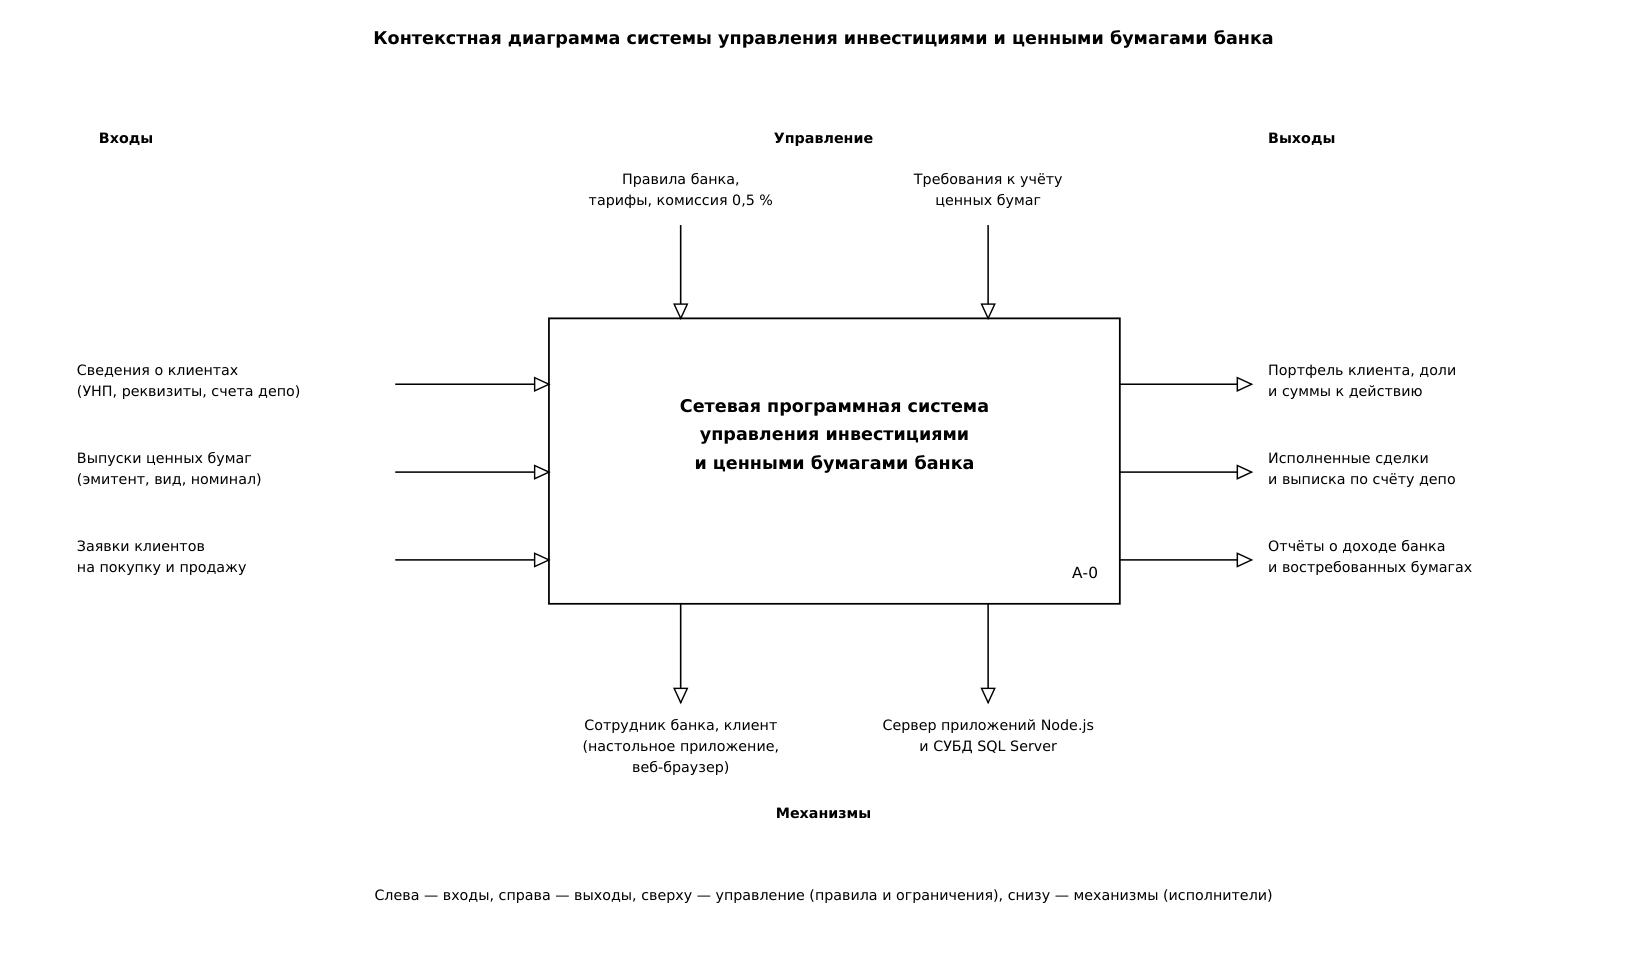 Контекстная диаграмма системы управления инвестициями и ценными бумагами банка
Входы
Управление
Выходы
Правила банка,
тарифы, комиссия 0,5 %
Требования к учёту
ценных бумаг
Сведения о клиентах
(УНП, реквизиты, счета депо)
Выпуски ценных бумаг
(эмитент, вид, номинал)
Заявки клиентов
на покупку и продажу
Сетевая программная система
управления инвестициями
и ценными бумагами банка
А-0
Портфель клиента, доли
и суммы к действию
Исполненные сделки
и выписка по счёту депо
Отчёты о доходе банка
и востребованных бумагах
Сотрудник банка, клиент
(настольное приложение,
веб-браузер)
Сервер приложений Node.js
и СУБД SQL Server
Механизмы
Слева — входы, справа — выходы, сверху — управление (правила и ограничения), снизу — механизмы (исполнители)